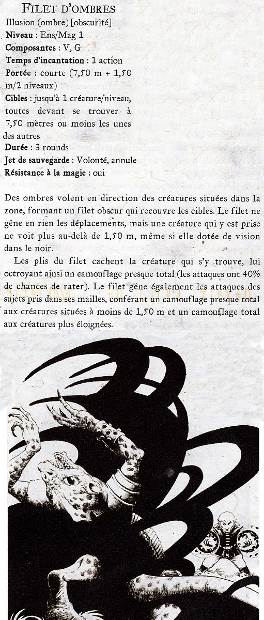 FILET D'OMBRES
Illusion (ombre) [obscurité]
Niveau : Ens/Mag 1
Composantes : V, G
Temps d'incantation : 1 action
Portée : courte (7,50 m + 1,50
m/2 niveaux)
Cibles : jusqu'à 1 créature/niveau,
toutes devant se trouver à
7,50 mètres ou moins les unes
des autres
Durée : 3 rounds
Jet de sauvegarde : Volonté, annule
Résistance à la magie : oui
Des ombres volent en direction des créatures situées dans la
zone, formant un filet obscur qui recouvre les cibles. Le filet ne
gêne en rien les déplacements, mais une créature qui y est prise
ne voit plus au-delà de 1,50 m, même si elle dotée de vision
dans le noir.
Les plis du filet cachent la créature qui s'y trouve, lui
octroyant ainsi un camouflage presque total (les attaques ont 40%
de chances de rater). Le filet gêne également les attaques des
sujets pris dans ses mailles, conférant un camouflage presque total
aux créatures situées à moins de 1,50 m et un camouflage total
aux créatures plus éloignées.